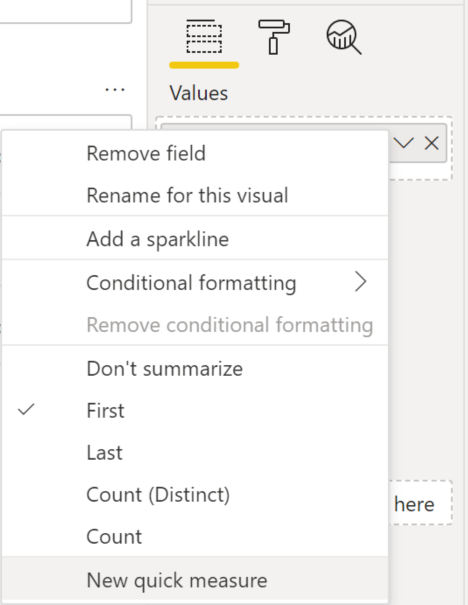 ...
Values
Remove field
Rename for this visual
Add a sparkline
Conditional formatting
Remove conditional formatting
Don't summarize
First
Last
Count (Distinct)
here
Count
New quick measure